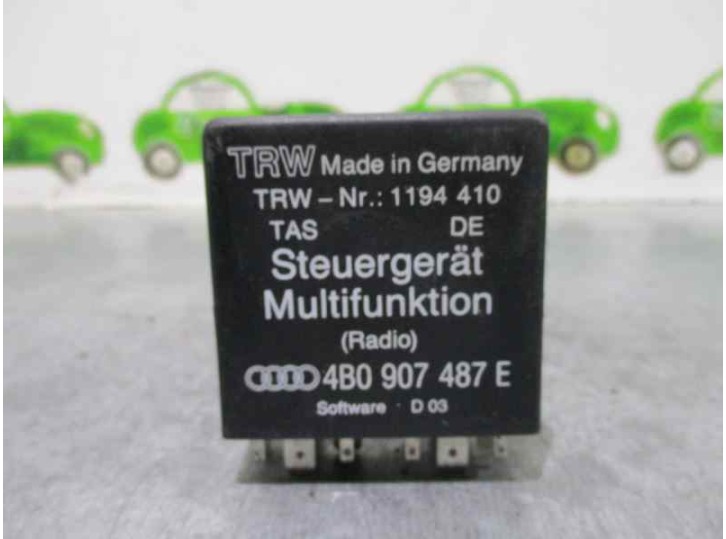 TRW Made in Germany
TRW – Nr.: 1194 410
TAS DE
Steuergerät
Multifunktion
(Radio)
4B0 907 487 E
Software D 03